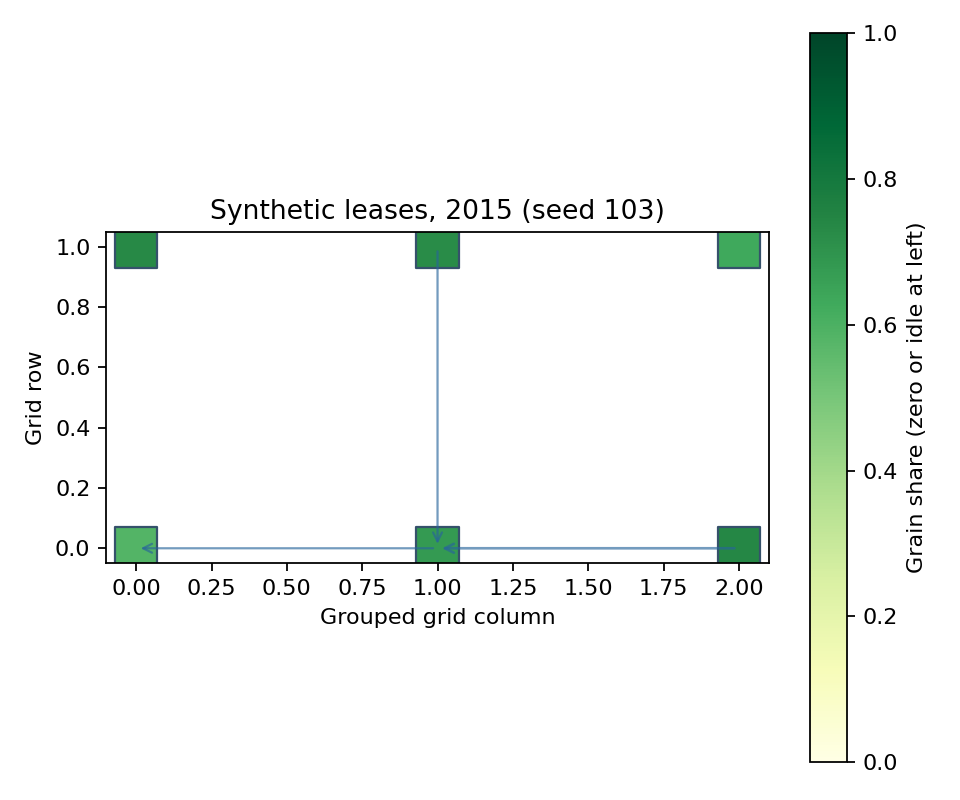 Synthetic leases, 2015 (seed 103)
1.0
0.8
0.6
0.4
0.2
0.0
Grid row
0.00 0.25 0.50 0.75 1.00 1.25 1.50 1.75 2.00
Grouped grid column
1.0
0.8
0.6
0.4
0.2
0.0
Grain share (zero or idle at left)